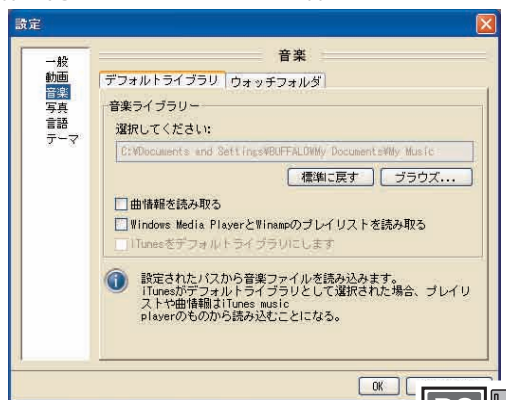 設定
一般
動画
音楽
写真
言語
テーマ
音楽
デフォルトライブラリ ウォッチフォルダ
音楽ライブラリー
選択してください:
C:¥Documents and Settings¥BUFFALO¥My Documents¥My Music
標準に戻す ブラウズ...
曲情報を読み取る
Windows Media PlayerとWinampのプレイリストを読み取る
iTunesをデフォルトライブラリにします
設定されたパスから音楽ファイルを読み込みます。
iTunesがデフォルトライブラリとして選択された場合、プレイリ
ストや曲情報はiTunes music
playerのものから読み込むことになる。
OK